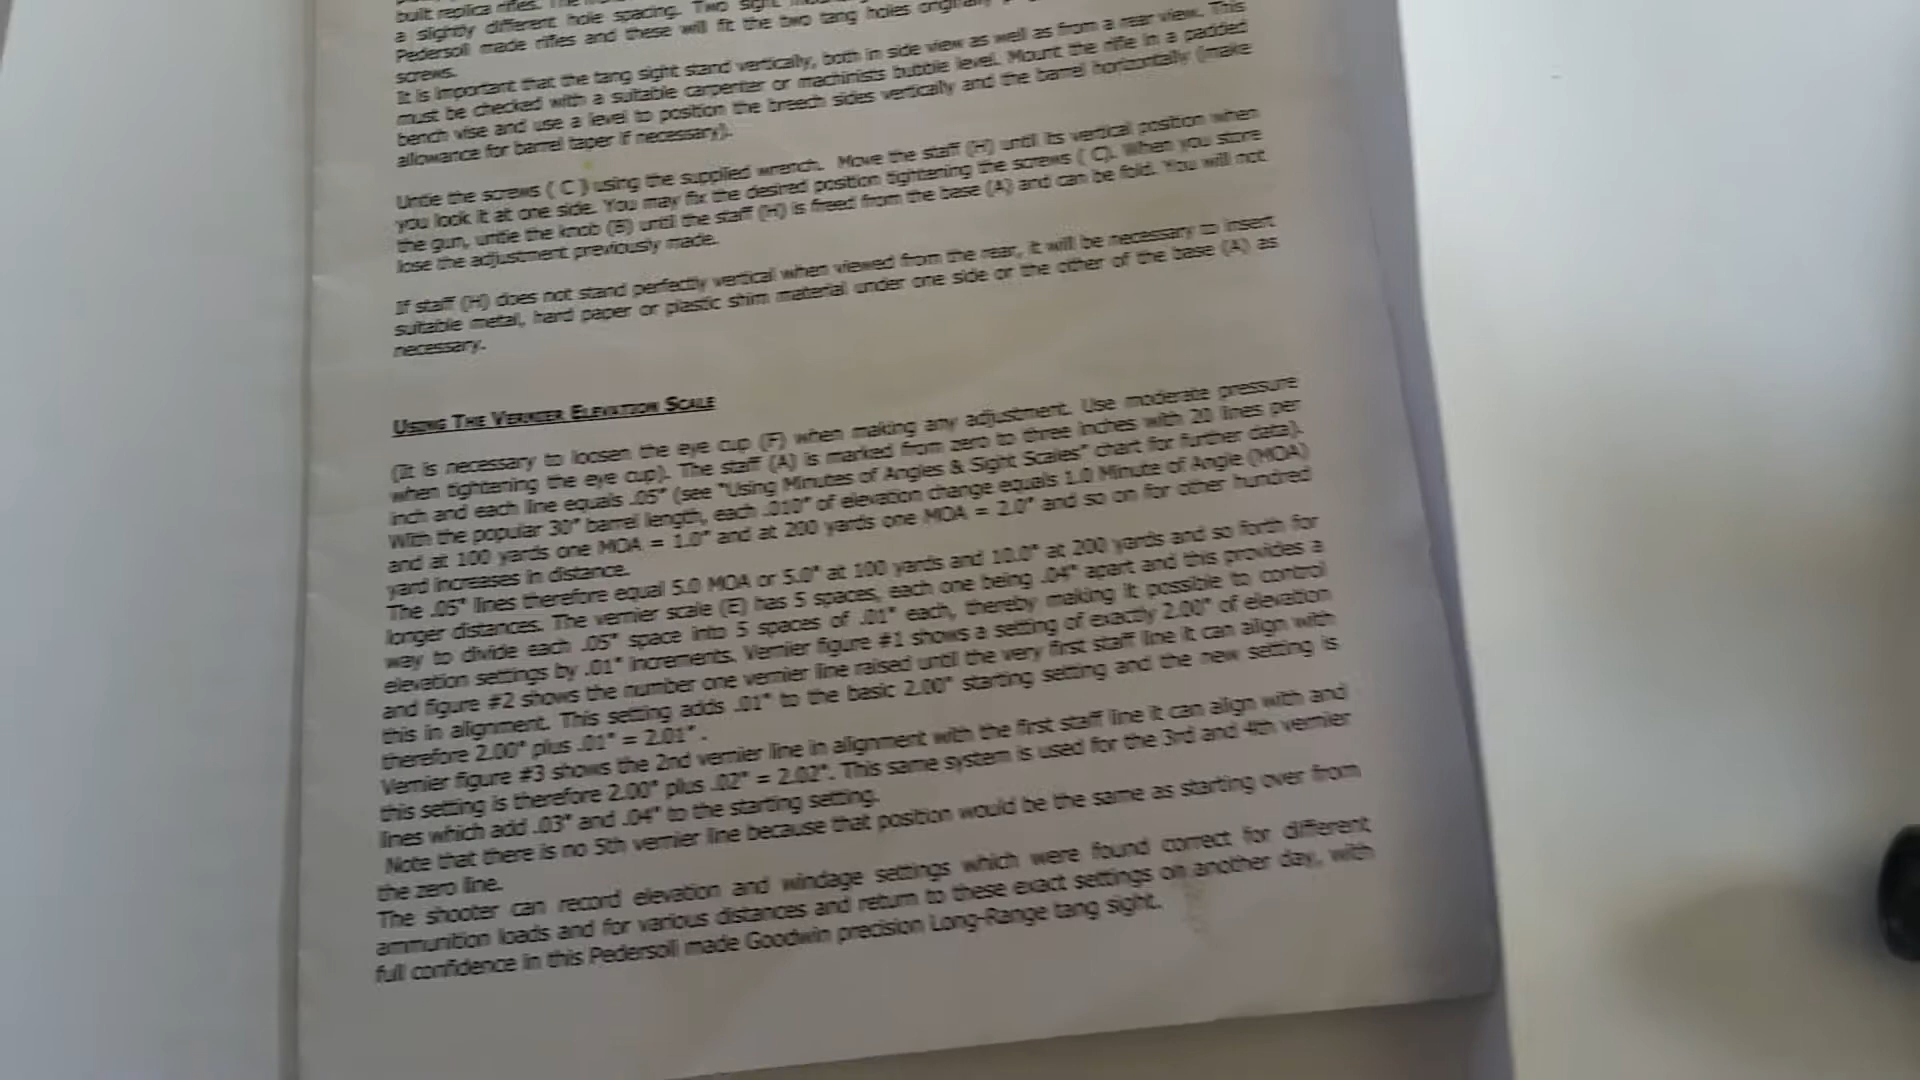 built replica rifles. The
a slightly different hole spacing. Two sight
Pedersoli made rifles and these will fit the two tang holes originally
screws.
It is important that the tang sight stand vertically, both in side view as well as from a rear view. This
must be checked with a suitable carpenter or machinists bubble level. Mount the rifle in a padded
bench vise and use a level to position the breech sides vertically and the barrel horizontally (make
allowance for barrel taper if necessary).
Untie the screws ( C ) using the supplied wrench. Move the staff (H) until its vertical position when
you look it at one side. You may fix the desired position tightening the screws ( C). When you store
the gun, untie the knob (B) until the staff (H) is freed from the base (A) and can be fold. You will not
lose the adjustment previously made.
If staff (H) does not stand perfectly vertical when viewed from the rear, it will be necessary to insert
suitable metal, hard paper or plastic shim material under one side or the other of the base (A) as
necessary.
USING THE VERNIER ELEVATION SCALE
(It is necessary to loosen the eye cup (F) when making any adjustment. Use moderate pressure
when tightening the eye cup). The staff (A) is marked from zero to three inches with 20 lines per
inch and each line equals .05" (see "Using Minutes of Angles & Sight Scales" chart for further data).
With the popular 30" barrel length, each .010" of elevation change equals 1.0 Minute of Angle (MOA)
and at 100 yards one MOA = 1.0" and at 200 yards one MOA = 2.0" and so on for other hundred
yard increases in distance.
The .05" lines therefore equal 5.0 MOA or 5.0" at 100 yards and 10.0" at 200 yards and so forth for
longer distances. The vernier scale (E) has 5 spaces, each one being .04" apart and this provides a
way to divide each .05" space into 5 spaces of .01" each, thereby making it possible to control
elevation settings by .01" increments. Vernier figure #1 shows a setting of exactly 2.00" of elevation
and figure #2 shows the number one vernier line raised until the very first staff line it can align with
this in alignment. This setting adds .01" to the basic 2.00" starting setting and the new setting is
therefore 2.00" plus .01" = 2.01" .
Vernier figure #3 shows the 2nd vernier line in alignment with the first staff line it can align with and
this setting is therefore 2.00" plus .02" = 2.02". This same system is used for the 3rd and 4th vernier
lines which add .03" and .04" to the starting setting.
Note that there is no 5th vernier line because that position would be the same as starting over from
the zero line.
The shooter can record elevation and windage settings which were found correct for different
ammunition loads and for various distances and return to these exact settings on another day, with
full confidence in this Pedersoli made Goodwin precision Long-Range tang sight.